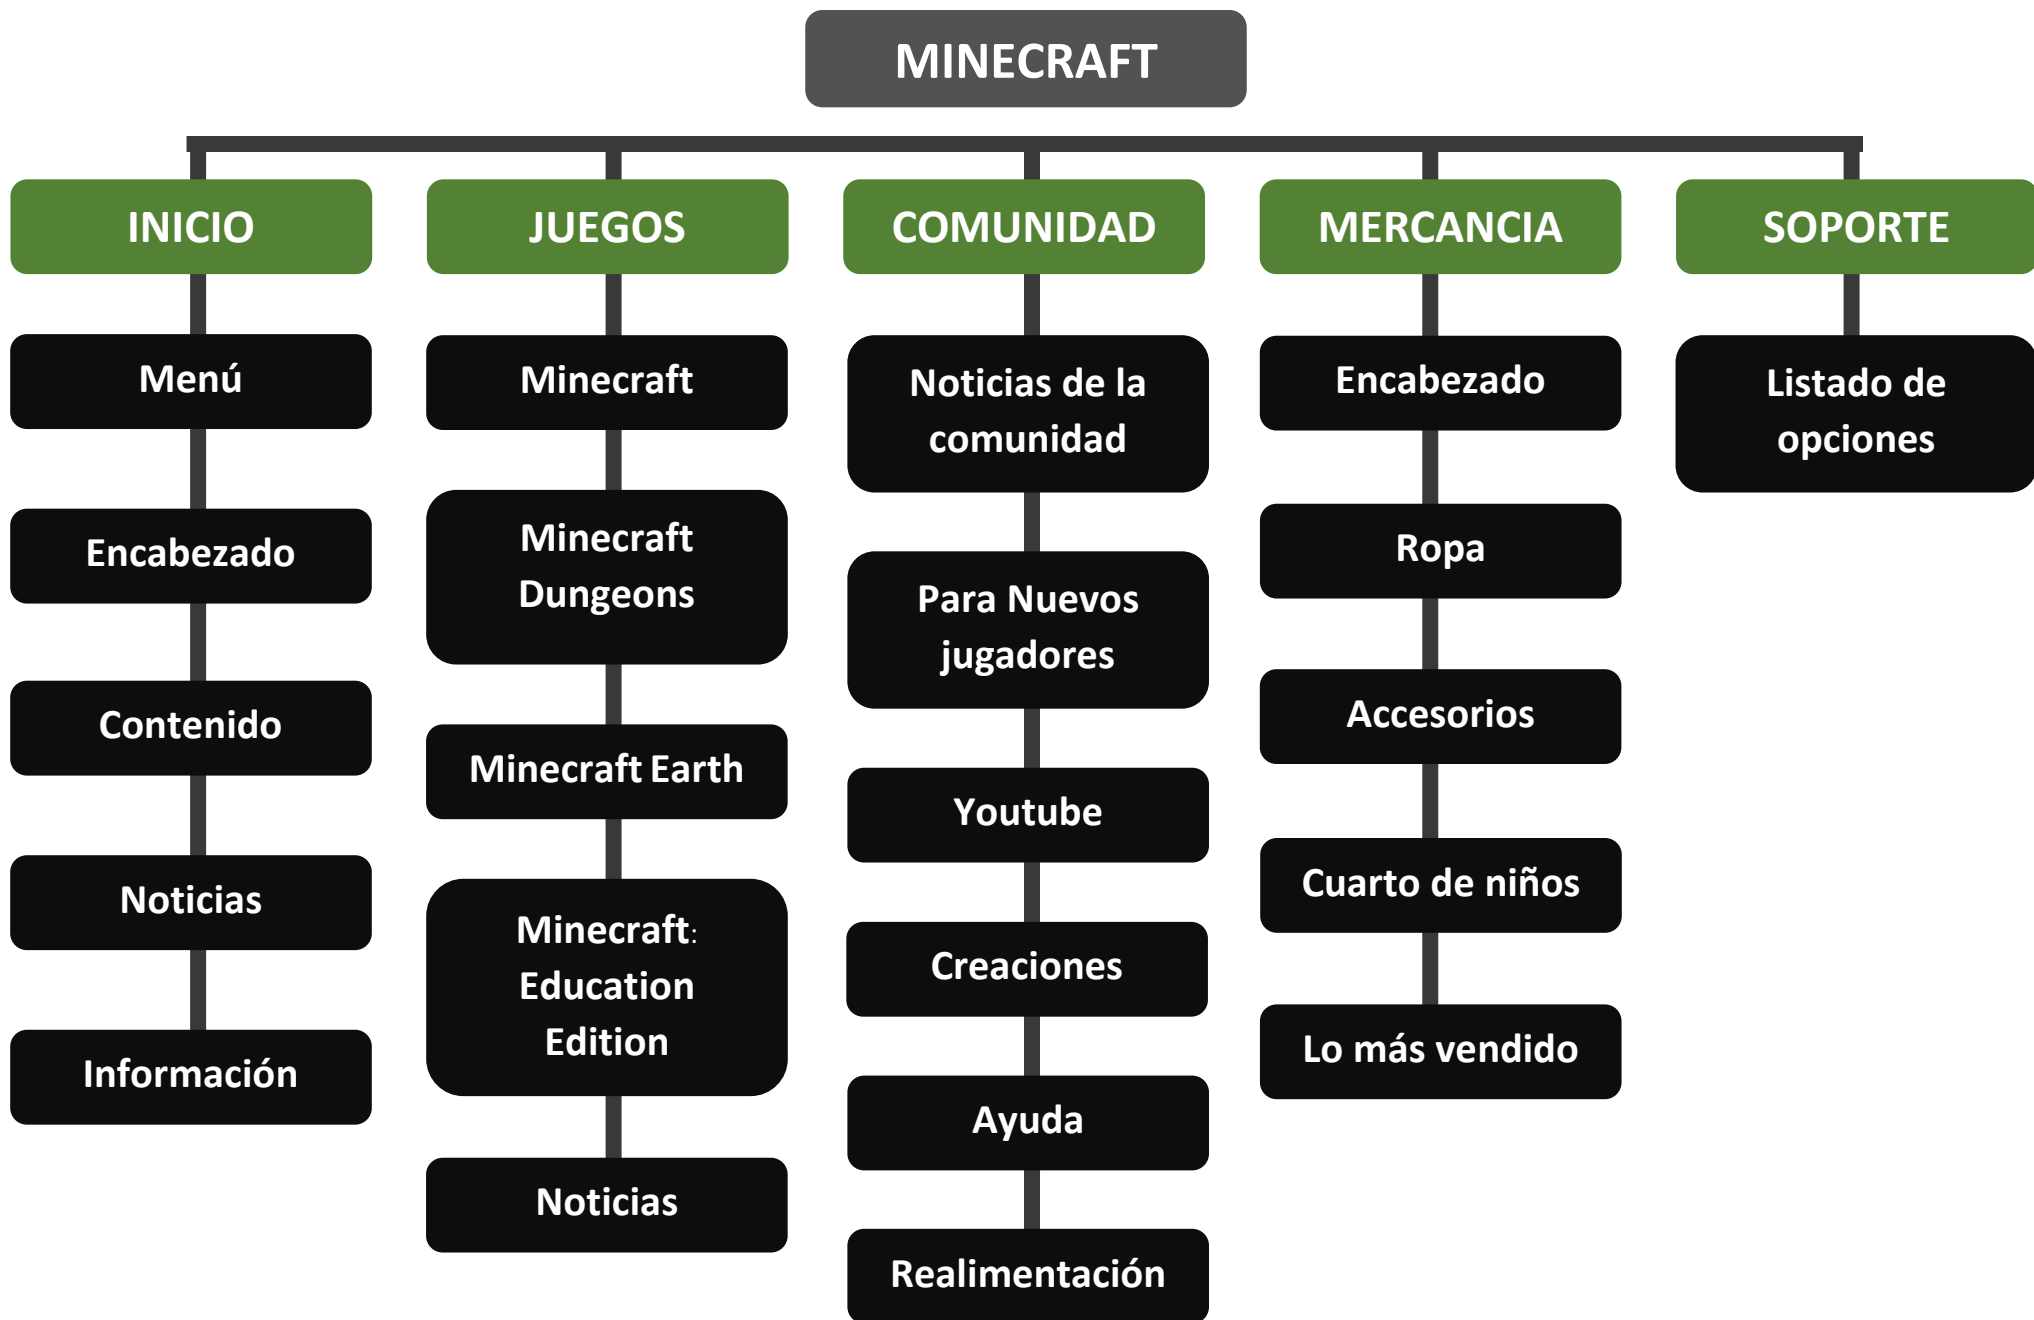 MINECRAFT
INICIO
JUEGOS
COMUNIDAD
MERCANCIA
SOPORTE
Menú
Encabezado
Contenido
Noticias
Información
Minecraft
Minecraft
Dungeons
Minecraft Earth
Minecraft:
Education
Edition
Noticias
Noticias de la
comunidad
Para Nuevos
jugadores
Youtube
Creaciones
Ayuda
Realimentación
Encabezado
Ropa
Accesorios
Cuarto de niños
Lo más vendido
Listado de
opciones